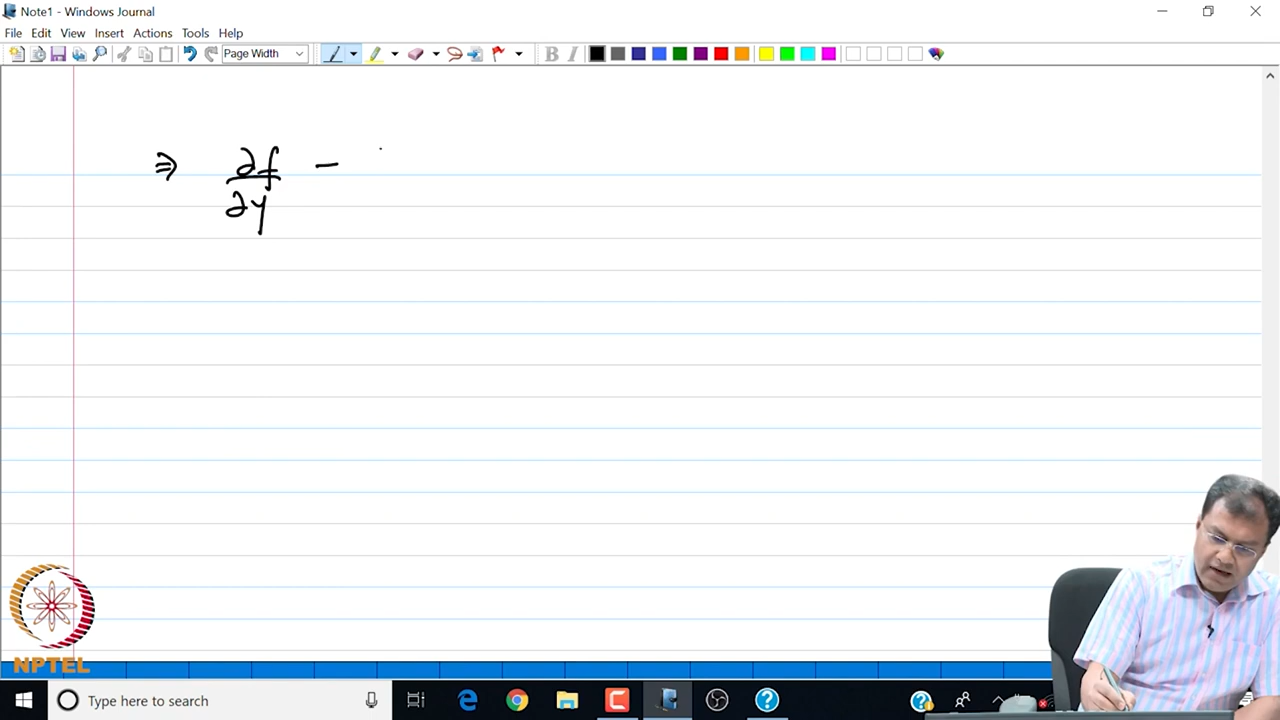 Note1 - Windows Journal
File Edit View Insert Actions Tools Help
Page Width B I
⇒ ∂f/∂y −
NPTEL
Type here to search